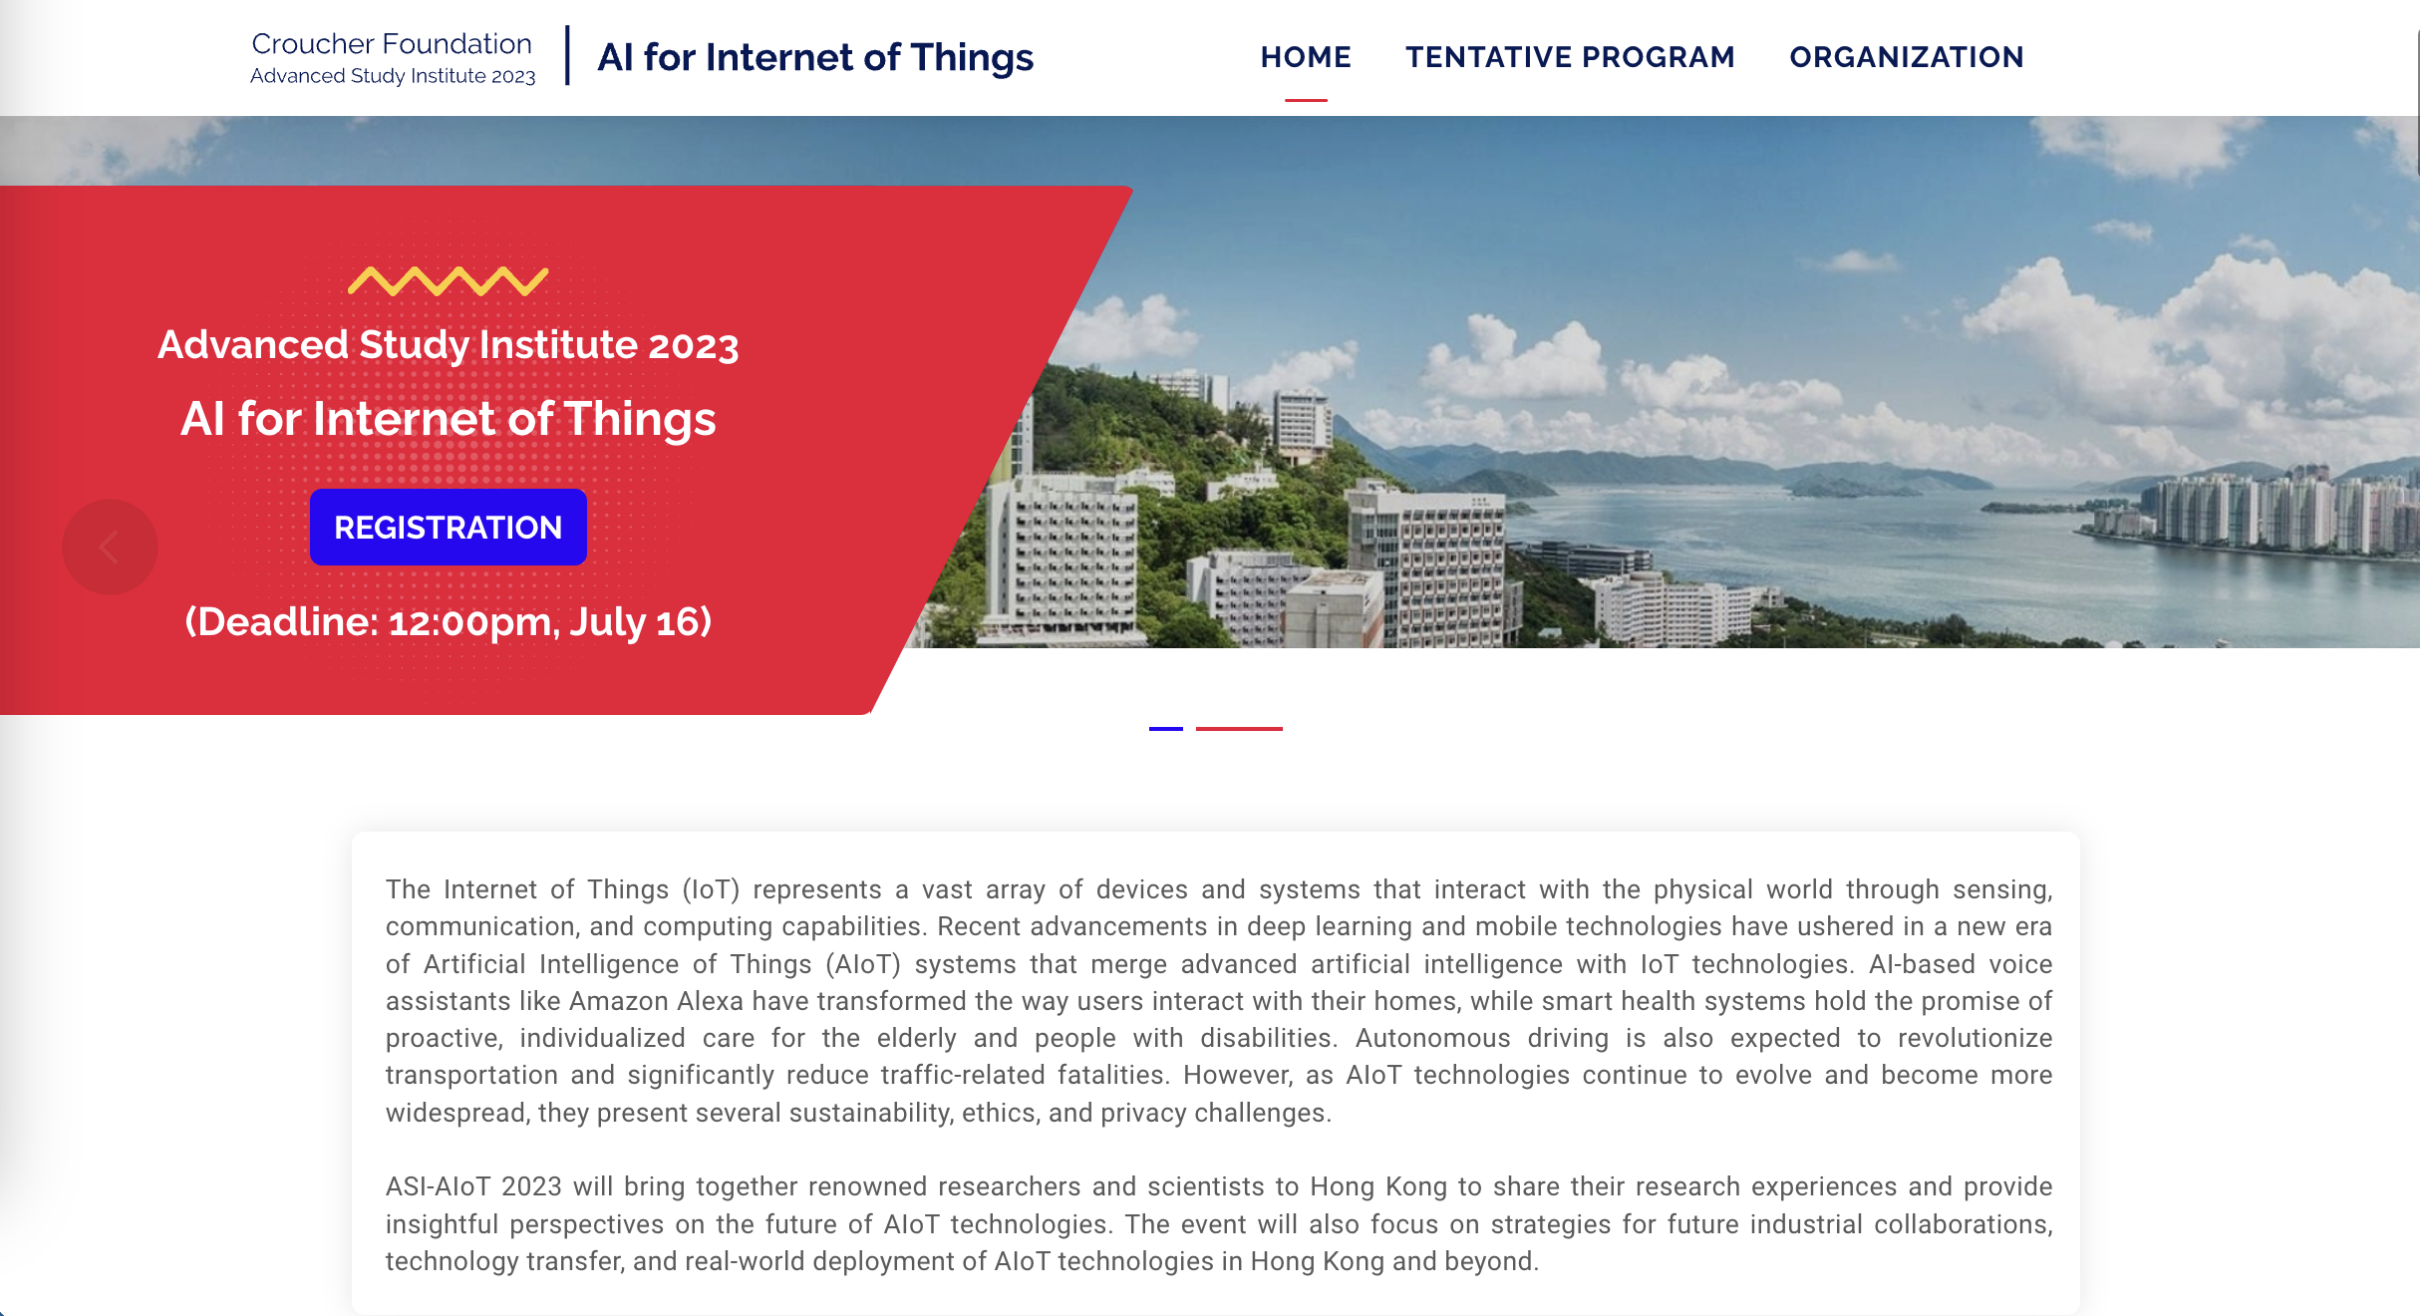 Croucher Foundation
Advanced Study Institute 2023
AI for Internet of Things
HOME
TENTATIVE PROGRAM
ORGANIZATION
Advanced Study Institute 2023
AI for Internet of Things
REGISTRATION
(Deadline: 12:00pm, July 16)
The Internet of Things (IoT) represents a vast array of devices and systems that interact with the physical world through sensing,
communication, and computing capabilities. Recent advancements in deep learning and mobile technologies have ushered in a new era
of Artificial Intelligence of Things (AIoT) systems that merge advanced artificial intelligence with IoT technologies. AI-based voice
assistants like Amazon Alexa have transformed the way users interact with their homes, while smart health systems hold the promise of
proactive, individualized care for the elderly and people with disabilities. Autonomous driving is also expected to revolutionize
transportation and significantly reduce traffic-related fatalities. However, as AIoT technologies continue to evolve and become more
widespread, they present several sustainability, ethics, and privacy challenges.
ASI-AIoT 2023 will bring together renowned researchers and scientists to Hong Kong to share their research experiences and provide
insightful perspectives on the future of AIoT technologies. The event will also focus on strategies for future industrial collaborations,
technology transfer, and real-world deployment of AIoT technologies in Hong Kong and beyond.